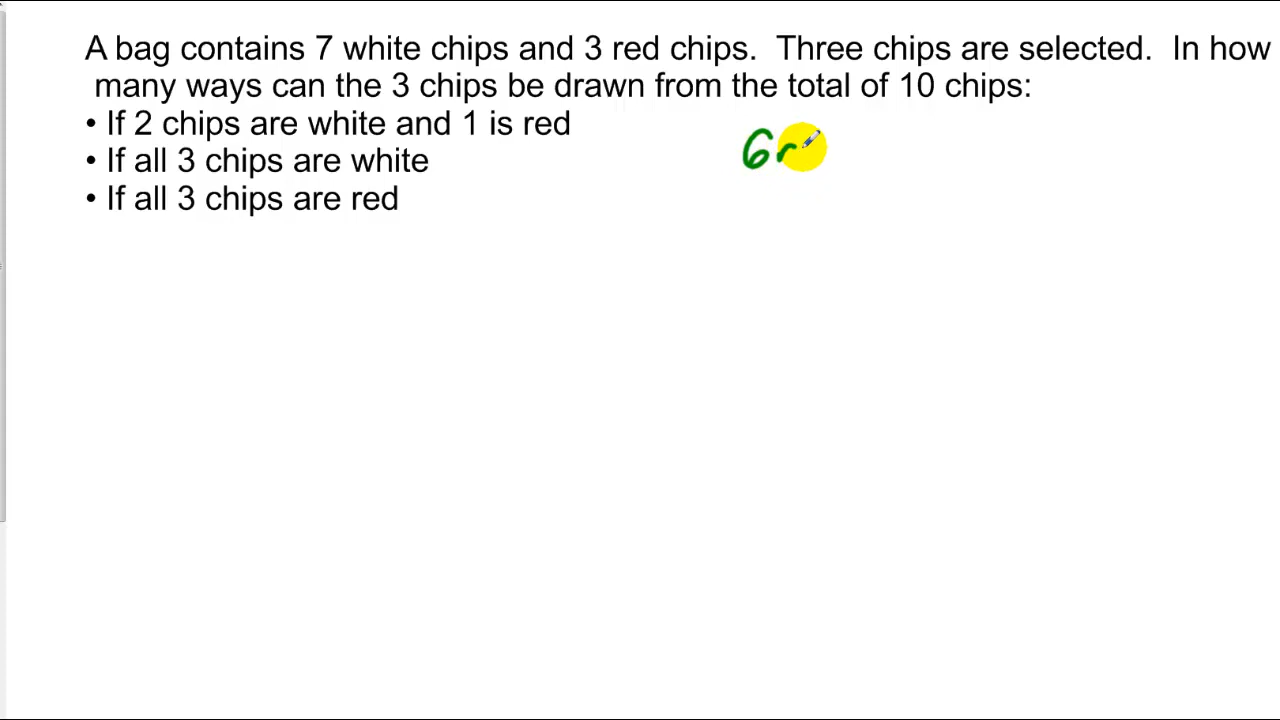 A bag contains 7 white chips and 3 red chips. Three chips are selected. In how
many ways can the 3 chips be drawn from the total of 10 chips:
• If 2 chips are white and 1 is red
6r
• If all 3 chips are white
• If all 3 chips are red